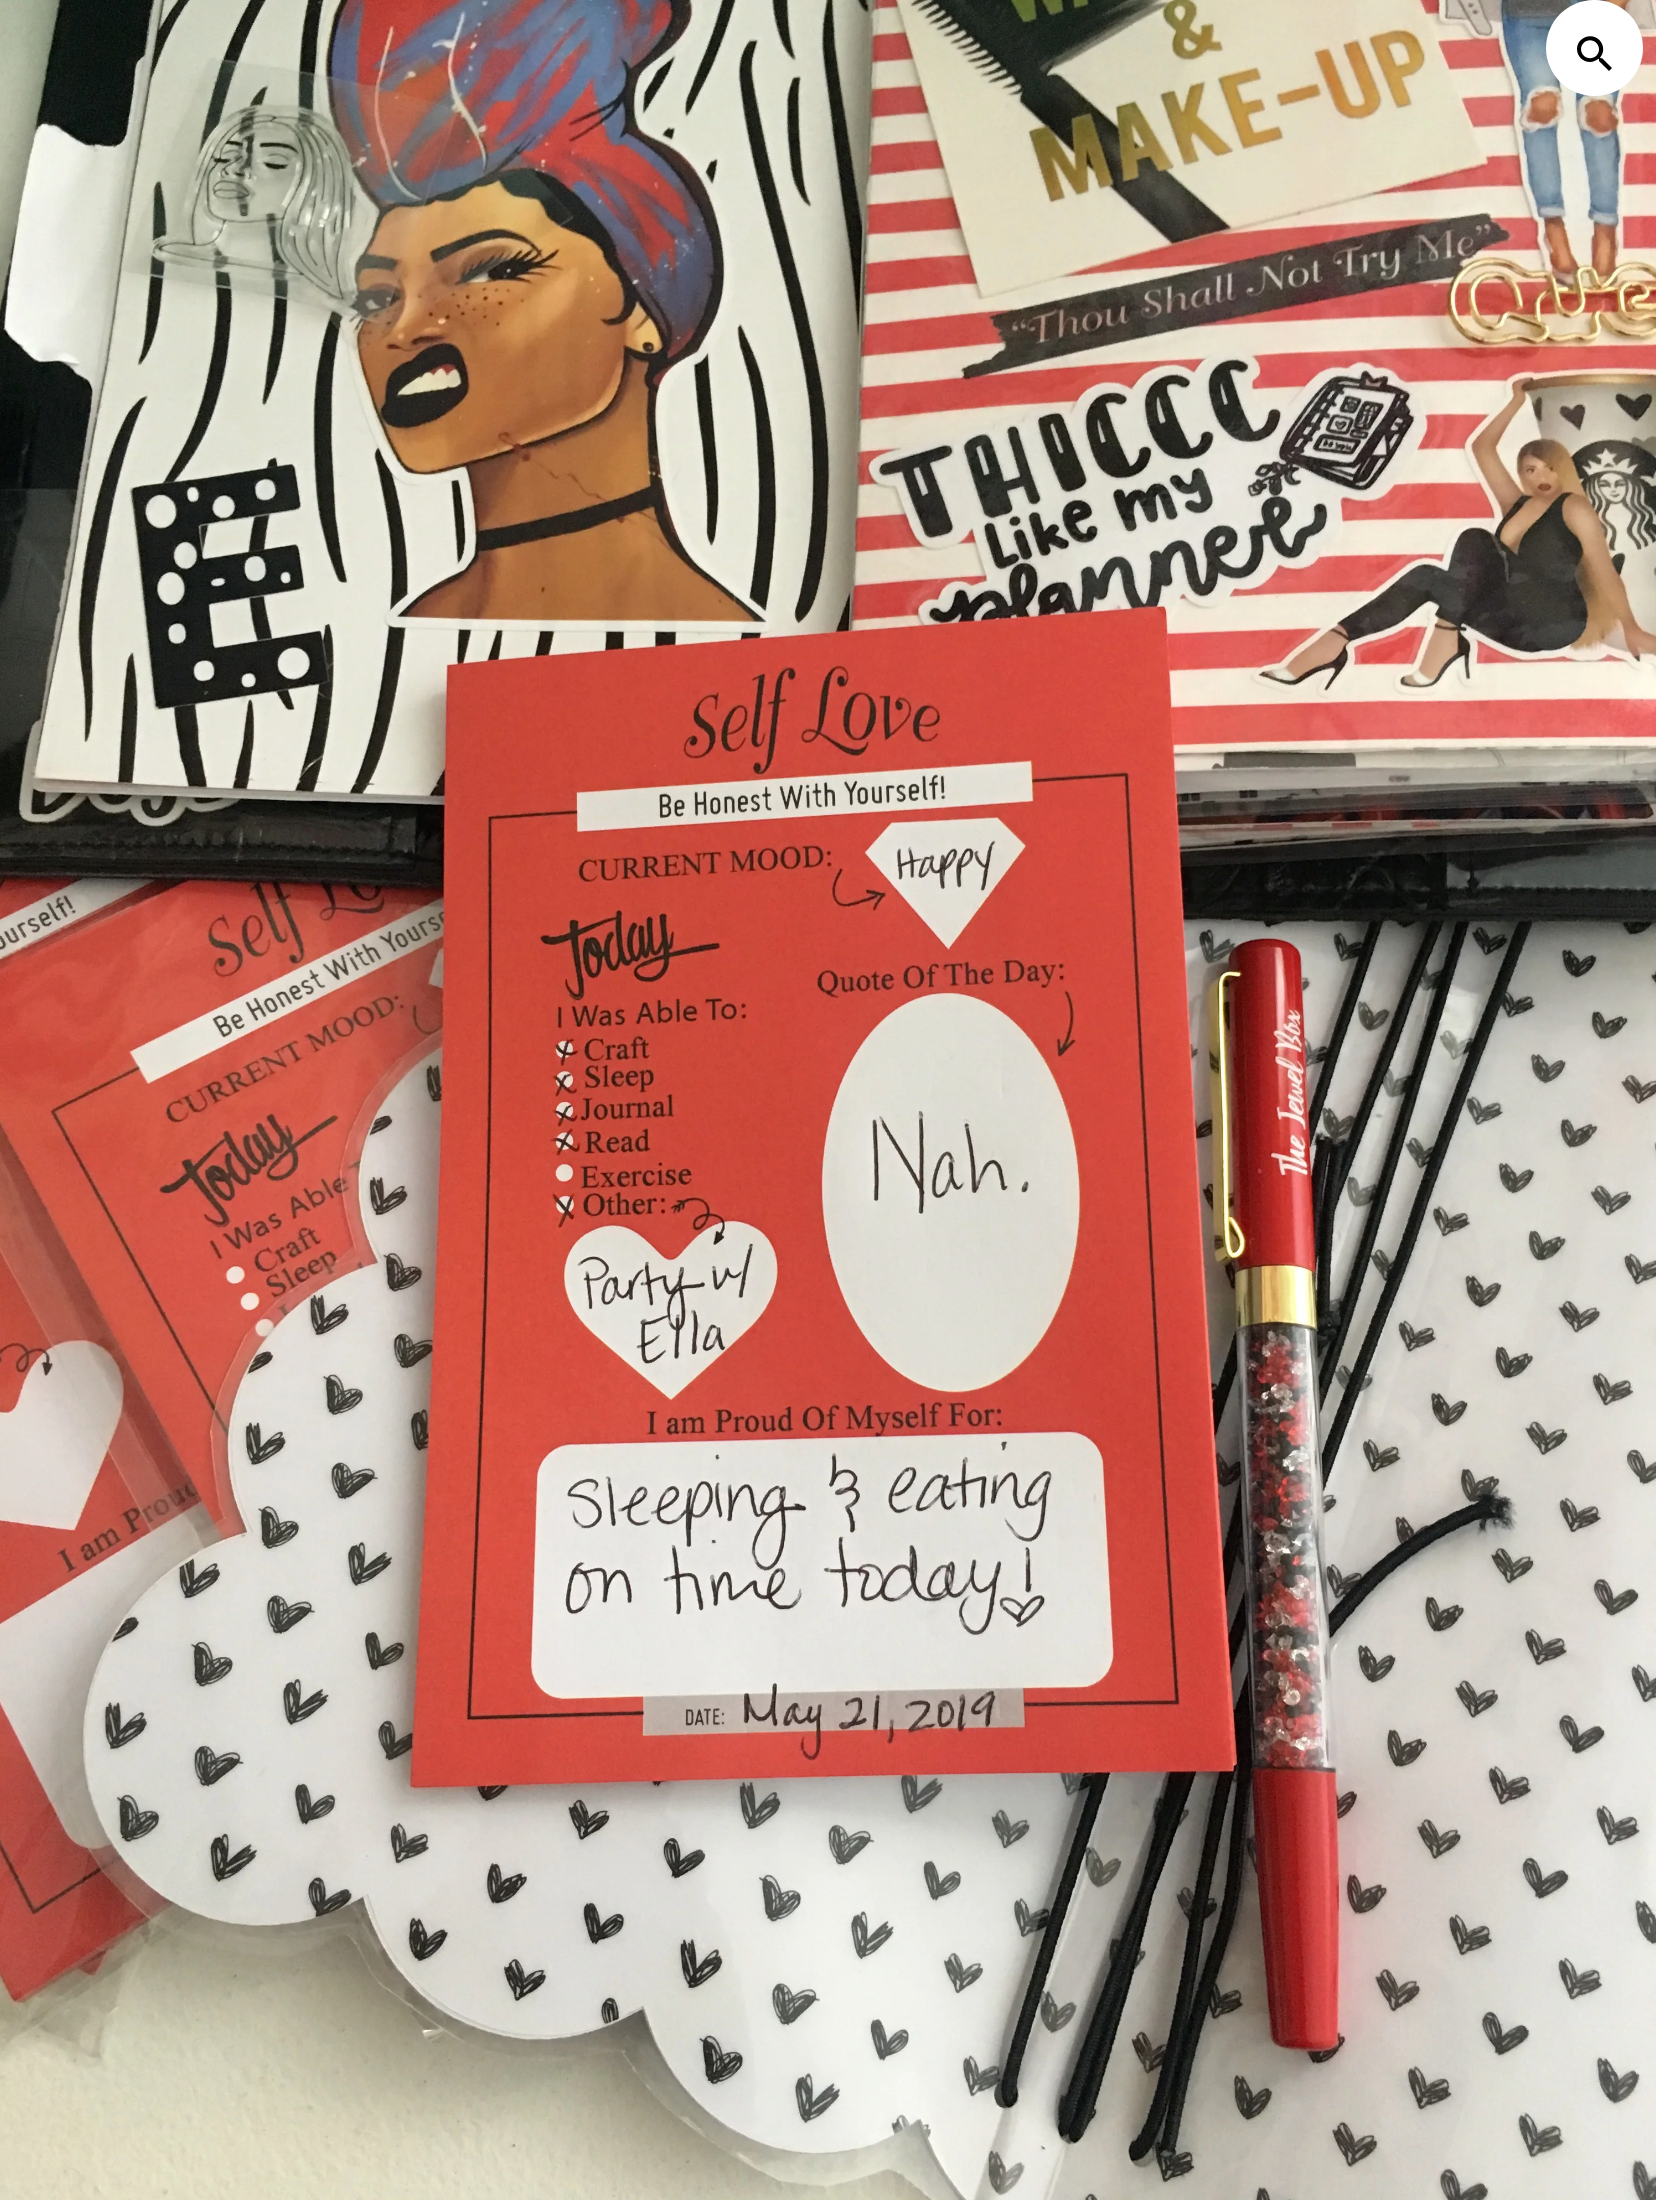 &
MAKE-UP
"Thou Shall Not Try Me"
THICCC
Like my
planner
E
Self Love
Be Honest With Yourself!
CURRENT MOOD:
Happy
Today
Quote Of The Day:
I Was Able To:
x Craft
x Sleep
x Journal
x Read
Exercise
x Other:
Nah.
Party w/
Ella
I am Proud Of Myself For:
Sleeping & eating
on time today!
DATE: May 21, 2019
The Jewel Box
ourself!
Self Lo
Be Honest With Yourse
CURRENT MOOD:
Today
I Was Able
Craft
Sleep
I am Proud